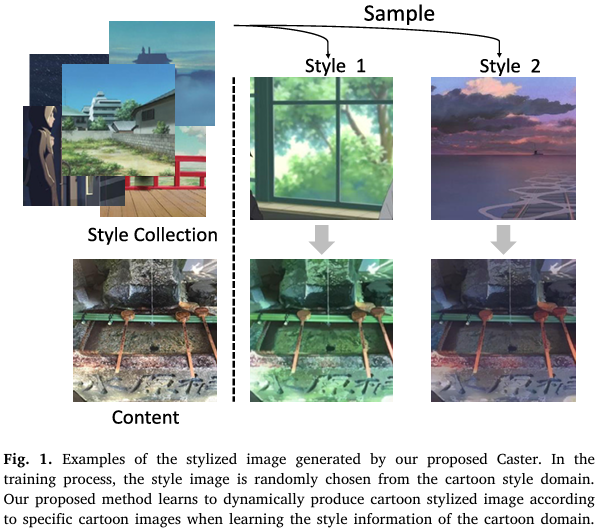 Sample
Style 1
Style 2
Style Collection
Content
Fig. 1. Examples of the stylized image generated by our proposed Caster. In the
training process, the style image is randomly chosen from the cartoon style domain.
Our proposed method learns to dynamically produce cartoon stylized image according
to specific cartoon images when learning the style information of the cartoon domain.